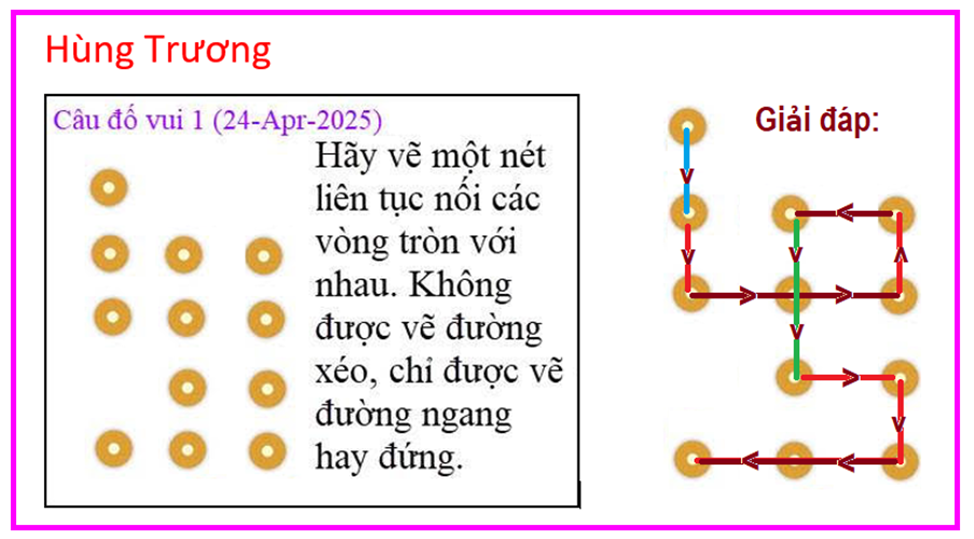 Hùng Trương
Câu đố vui 1 (24-Apr-2025)
Hãy vẽ một nét
liên tục nối các
vòng tròn với
nhau. Không
được vẽ đường
xéo, chỉ được vẽ
đường ngang
hay đứng.
Giải đáp: